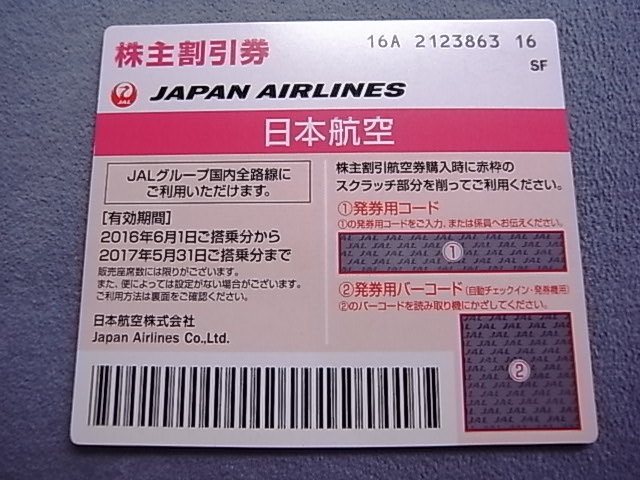 株主割引券
16A 2123863 16
SF
JAL
JAPAN AIRLINES
日本航空
JALグループ国内全路線に
ご利用いただけます。
[有効期間]
2016年6月1日ご搭乗分から
2017年5月31日ご搭乗分まで
販売座席数には限りがございます。
また、便によっては設定がない場合がございます。
ご利用方法は裏面をご確認ください。
日本航空株式会社
Japan Airlines Co.,Ltd.
株主割引航空券購入時に赤枠の
スクラッチ部分を削ってご利用ください。
①発券用コード
①の発券用コードをご入力、または係員へお伝えください。
①
②発券用バーコード(自動チェックイン・発券機用)
②のバーコードを読み取り機にかざしてください。
②